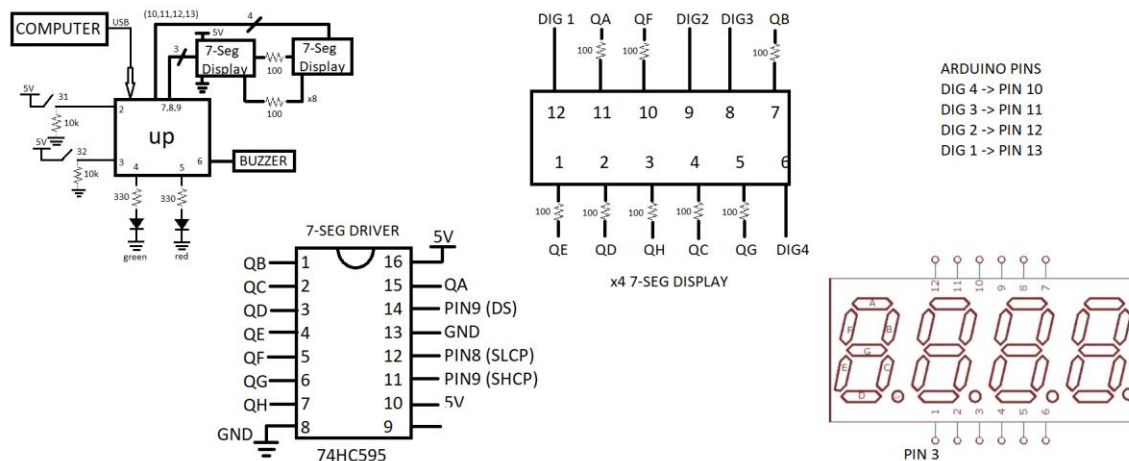 COMPUTER
USB
(10,11,12,13)
4
3
5V
7-Seg
Display
100
7-Seg
Display
100
x8
5V
31
2
7,8,9
10k
up
5V
32
3
6
BUZZER
10k
4
5
330
330
green
red
7-SEG DRIVER
5V
QB 1 16
QC 2 15 QA
QD 3 14 PIN9 (DS)
QE 4 13 GND
QF 5 12 PIN8 (SLCP)
QG 6 11 PIN9 (SHCP)
QH 7 10 5V
GND 8 9
74HC595
DIG 1 QA QF DIG2 DIG3 QB
100 100 100
12 11 10 9 8 7
1 2 3 4 5 6
100 100 100 100 100
QE QD QH QC QG DIG4
x4 7-SEG DISPLAY
ARDUINO PINS
DIG 4 -> PIN 10
DIG 3 -> PIN 11
DIG 2 -> PIN 12
DIG 1 -> PIN 13
12 11 10 9 8 7
A
F B
G
E C
D
1 2 3 4 5 6
PIN 3